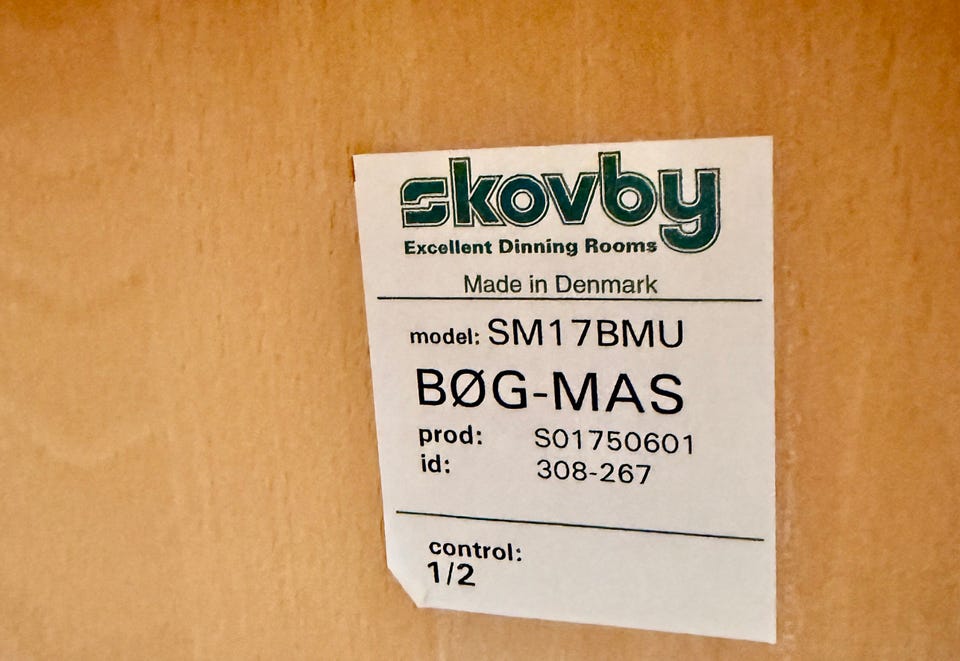 skovby
Excellent Dinning Rooms
Made in Denmark
model: SM17BMU
BØG-MAS
prod: S01750601
id: 308-267
control:
1/2